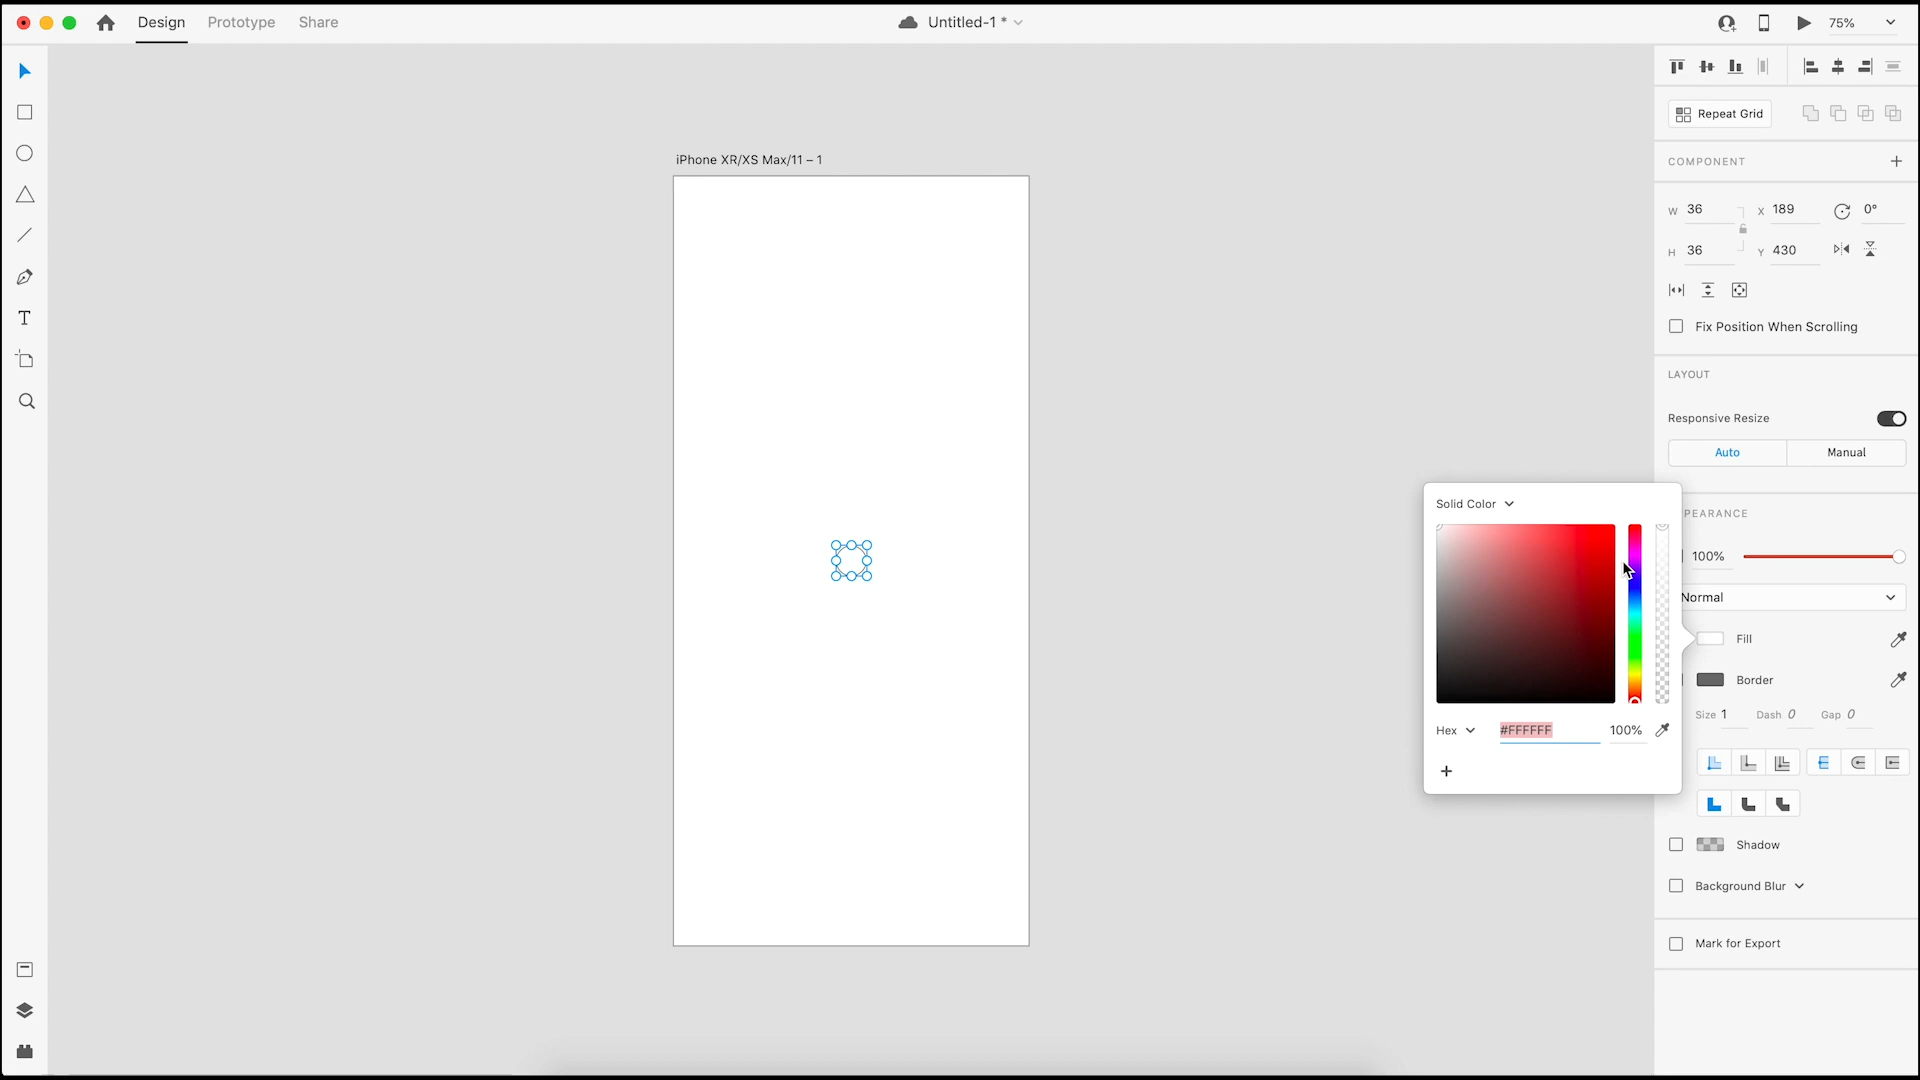 Design Prototype Share
Untitled-1 *
75%
Repeat Grid
COMPONENT
W 36 X 189 0°
H 36 Y 430
Fix Position When Scrolling
iPhone XR/XS Max/11 – 1
LAYOUT
Responsive Resize
Auto Manual
Solid Color
PEARANCE
100%
Normal
Fill
Border
Size 1 Dash 0 Gap 0
Hex #FFFFFF 100%
+
Shadow
Background Blur
Mark for Export